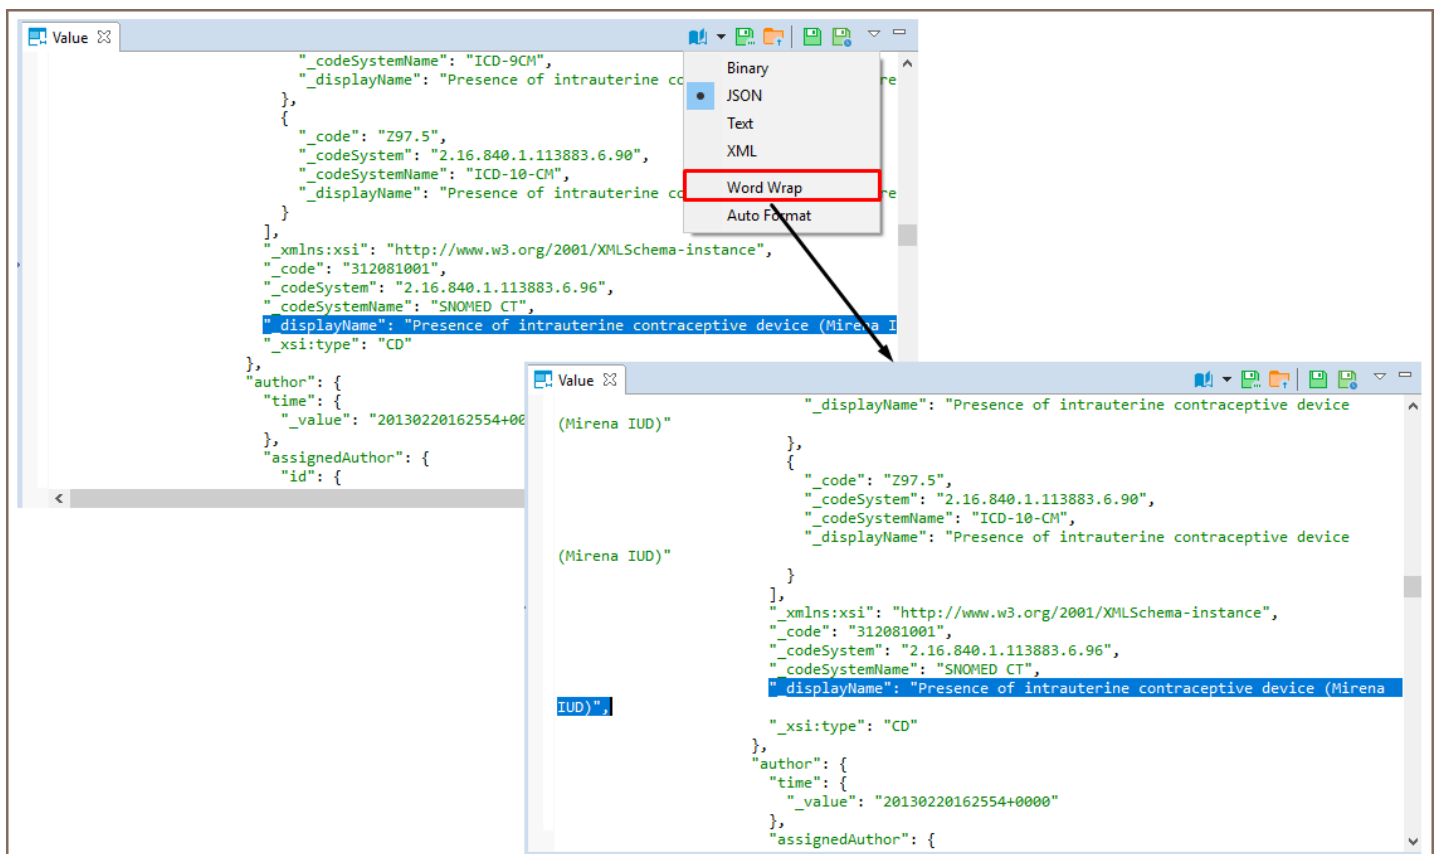 Value
"_codeSystemName": "ICD-9CM",
"_displayName": "Presence of intrauterine co
re
},
{
"_code": "Z97.5",
"_codeSystem": "2.16.840.1.113883.6.90",
"_codeSystemName": "ICD-10-CM",
"_displayName": "Presence of intrauterine co
re
}
],
"_xmlns:xsi": "http://www.w3.org/2001/XMLSchema-instance",
"_code": "312081001",
"_codeSystem": "2.16.840.1.113883.6.96",
"_codeSystemName": "SNOMED CT",
"_displayName": "Presence of intrauterine contraceptive device (Mirena I
"_xsi:type": "CD"
},
"author": {
"time": {
"_value": "20130220162554+00
},
"assignedAuthor": {
"id": {
Binary
JSON
Text
XML
Word Wrap
Auto Format
Value
"_displayName": "Presence of intrauterine contraceptive device
(Mirena IUD)"
},
{
"_code": "Z97.5",
"_codeSystem": "2.16.840.1.113883.6.90",
"_codeSystemName": "ICD-10-CM",
"_displayName": "Presence of intrauterine contraceptive device
(Mirena IUD)"
}
],
"_xmlns:xsi": "http://www.w3.org/2001/XMLSchema-instance",
"_code": "312081001",
"_codeSystem": "2.16.840.1.113883.6.96",
"_codeSystemName": "SNOMED CT",
"_displayName": "Presence of intrauterine contraceptive device (Mirena
IUD)",
"_xsi:type": "CD"
},
"author": {
"time": {
"_value": "20130220162554+0000"
},
"assignedAuthor": {